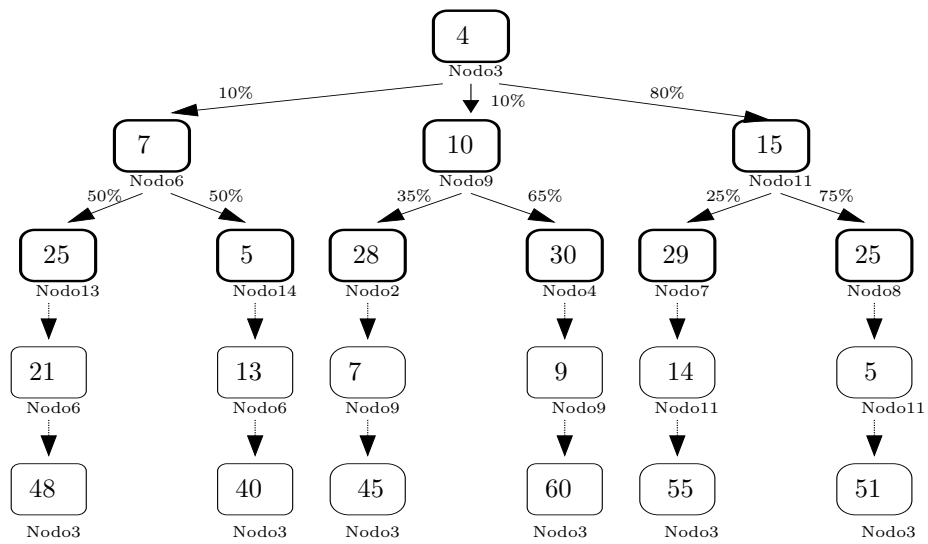 4
Nodo3
10% 10% 80%
7 10 15
Nodo6 Nodo9 Nodo11
50% 50% 35% 65% 25% 75%
25 5 28 30 29 25
Nodo13 Nodo14 Nodo2 Nodo4 Nodo7 Nodo8
21 13 7 9 14 5
Nodo6 Nodo6 Nodo9 Nodo9 Nodo11 Nodo11
48 40 45 60 55 51
Nodo3 Nodo3 Nodo3 Nodo3 Nodo3 Nodo3